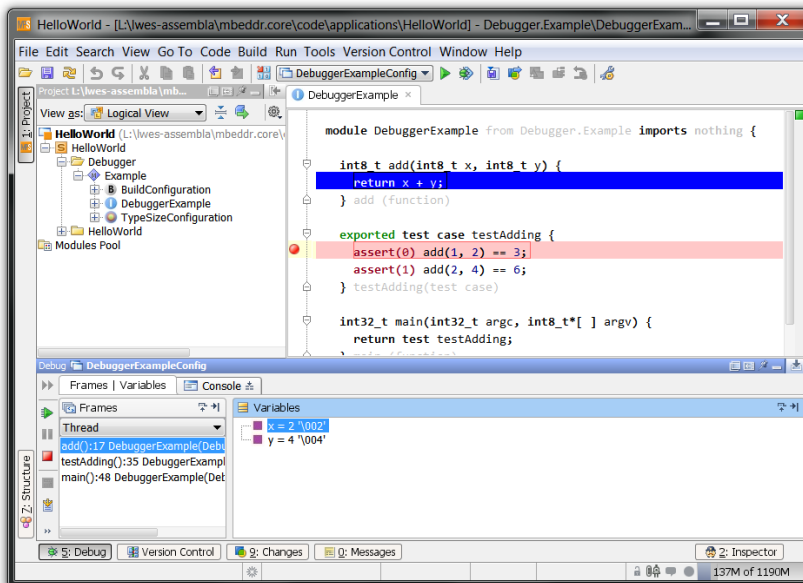 HelloWorld - [L:\lwes-assembla\mbeddr.core\code\applications\HelloWorld] - Debugger.Example\DebuggerExam...
File Edit Search View Go To Code Build Run Tools Version Control Window Help
DebuggerExampleConfig
Project L:\lwes-assembla\mb...
DebuggerExample ×
1: Project
View as: Logical View
HelloWorld (L:\lwes-assembla\mbeddr.core\
HelloWorld
Debugger
Example
BuildConfiguration
DebuggerExample
TypeSizeConfiguration
HelloWorld
Modules Pool
module DebuggerExample from Debugger.Example imports nothing {
int8_t add(int8_t x, int8_t y) {
return x + y;
} add (function)
exported test case testAdding {
assert(0) add(1, 2) == 3;
assert(1) add(2, 4) == 6;
} testAdding(test case)
int32_t main(int32_t argc, int8_t*[ ] argv) {
return test testAdding;
} main (function)
Debug DebuggerExampleConfig
Frames | Variables Console
Frames
Variables
Thread
add():17 DebuggerExample(Debu
testAdding():35 DebuggerExampl
main():48 DebuggerExample(Deb
x = 2 '\002'
y = 4 '\004'
Z: Structure
5: Debug Version Control 9: Changes 0: Messages 2: Inspector
137M of 1190M